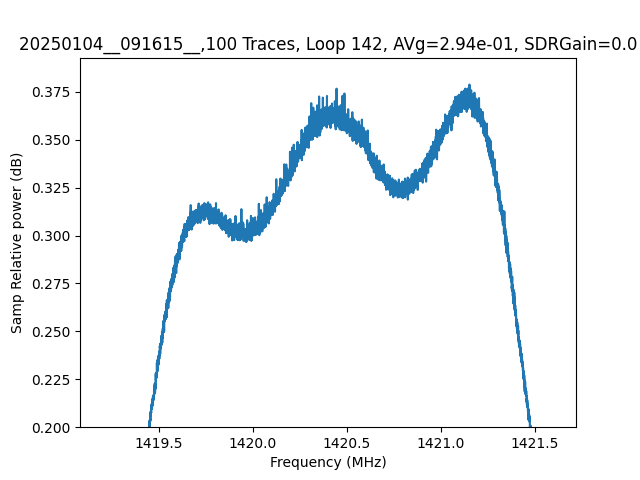 20250104__091615__,100 Traces, Loop 142, AVg=2.94e-01, SDRGain=0.0
0.375
0.350
0.325
0.300
0.275
0.250
0.225
0.200
Samp Relative power (dB)
1419.5 1420.0 1420.5 1421.0 1421.5
Frequency (MHz)